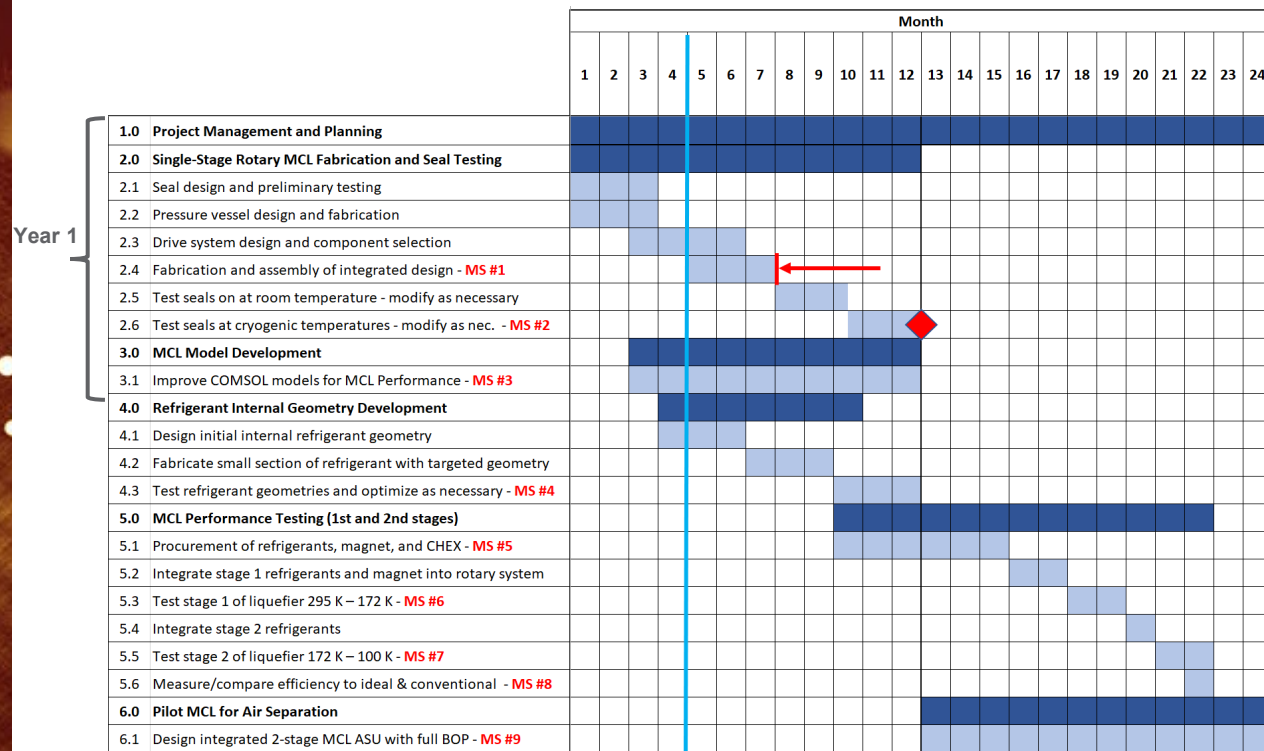 Month
1 2 3 4 5 6 7 8 9 10 11 12 13 14 15 16 17 18 19 20 21 22 23 24
Year 1
1.0 Project Management and Planning
2.0 Single-Stage Rotary MCL Fabrication and Seal Testing
2.1 Seal design and preliminary testing
2.2 Pressure vessel design and fabrication
2.3 Drive system design and component selection
2.4 Fabrication and assembly of integrated design - MS #1
2.5 Test seals on at room temperature - modify as necessary
2.6 Test seals at cryogenic temperatures - modify as nec. - MS #2
3.0 MCL Model Development
3.1 Improve COMSOL models for MCL Performance - MS #3
4.0 Refrigerant Internal Geometry Development
4.1 Design initial internal refrigerant geometry
4.2 Fabricate small section of refrigerant with targeted geometry
4.3 Test refrigerant geometries and optimize as necessary - MS #4
5.0 MCL Performance Testing (1st and 2nd stages)
5.1 Procurement of refrigerants, magnet, and CHEX - MS #5
5.2 Integrate stage 1 refrigerants and magnet into rotary system
5.3 Test stage 1 of liquefier 295 K – 172 K - MS #6
5.4 Integrate stage 2 refrigerants
5.5 Test stage 2 of liquefier 172 K – 100 K - MS #7
5.6 Measure/compare efficiency to ideal & conventional - MS #8
6.0 Pilot MCL for Air Separation
6.1 Design integrated 2-stage MCL ASU with full BOP - MS #9